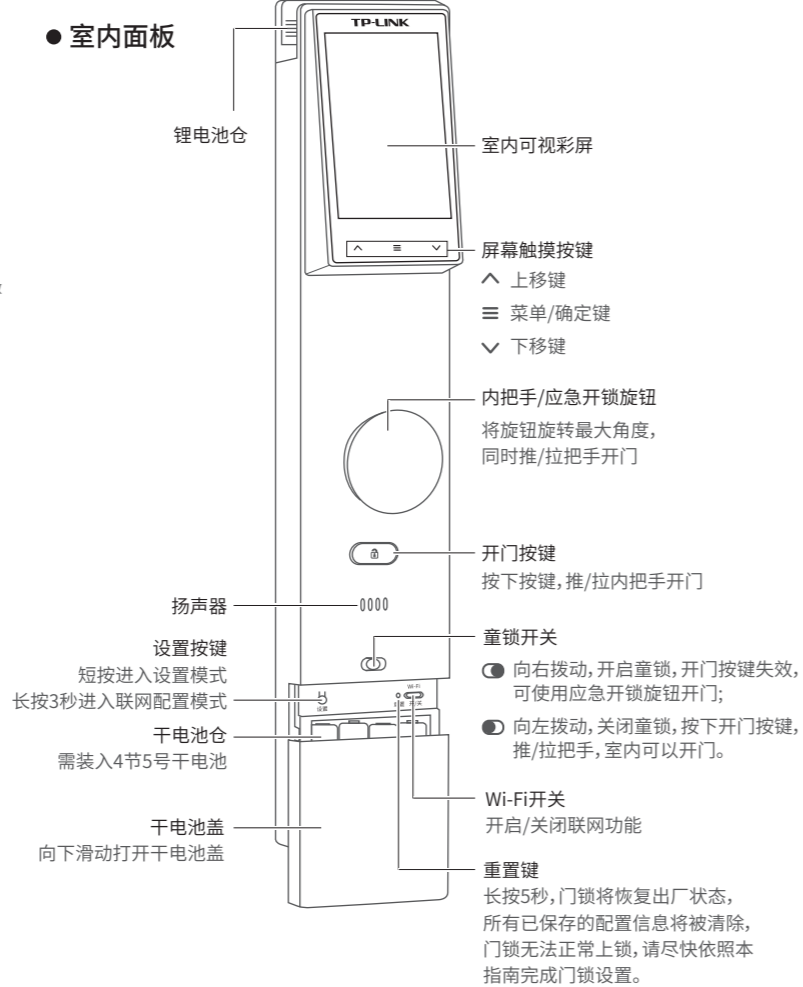 ● 室内面板
TP-LINK
锂电池仓
室内可视彩屏
屏幕触摸按键
上移键
菜单/确定键
下移键
内把手/应急开锁旋钮
将旋钮旋转最大角度，
同时推/拉把手开门
开门按键
按下按键，推/拉内把手开门
扬声器
设置按键
短按进入设置模式
长按3秒进入联网配置模式
童锁开关
向右拨动，开启童锁，开门按键失效，
可使用应急开锁旋钮开门；
向左拨动，关闭童锁，按下开门按键，
推/拉把手，室内可以开门。
Wi-Fi
设置
开/关
干电池仓
需装入4节5号干电池
干电池盖
向下滑动打开干电池盖
Wi-Fi开关
开启/关闭联网功能
重置键
长按5秒，门锁将恢复出厂状态，
所有已保存的配置信息将被清除，
门锁无法正常上锁，请尽快依照本
指南完成门锁设置。